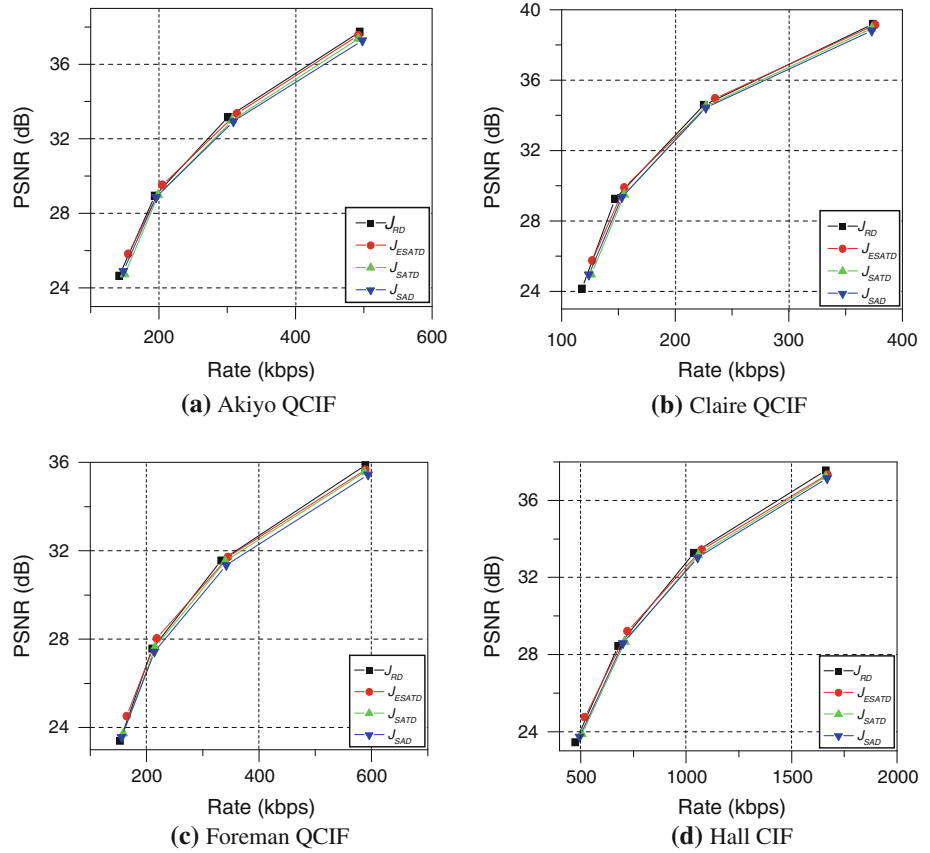 PSNR (dB)
36
32
28
24
200 400 600
Rate (kbps)
J_RD
J_ESATD
J_SATD
J_SAD
(a) Akiyo QCIF
PSNR (dB)
40
36
32
28
24
100 200 300 400
Rate (kbps)
J_RD
J_ESATD
J_SATD
J_SAD
(b) Claire QCIF
PSNR (dB)
36
32
28
24
200 400 600
Rate (kbps)
J_RD
J_ESATD
J_SATD
J_SAD
(c) Foreman QCIF
PSNR (dB)
36
32
28
24
500 1000 1500 2000
Rate (kbps)
J_RD
J_ESATD
J_SATD
J_SAD
(d) Hall CIF